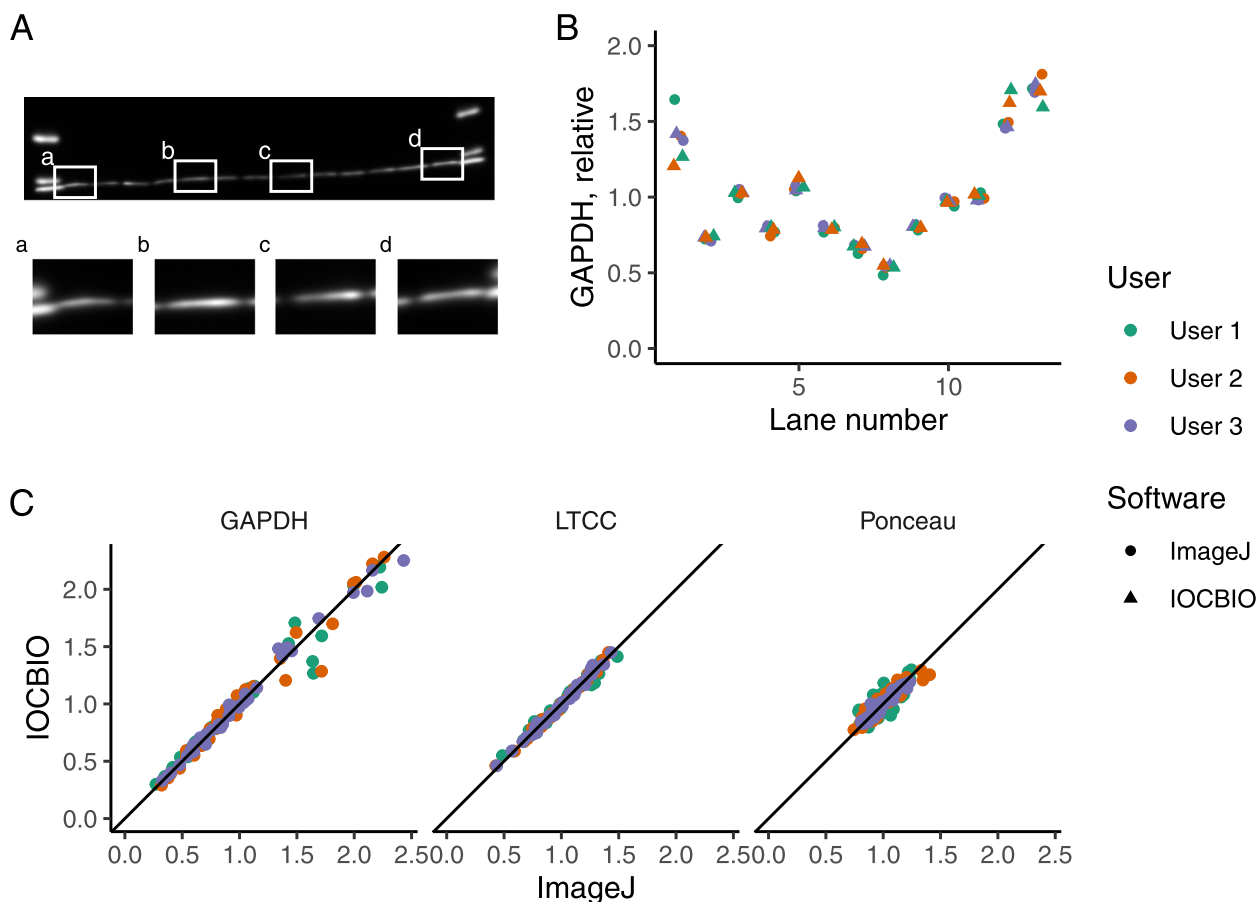 A
a
b
c
d
a
b
c
d
B
2.0
1.5
1.0
0.5
0.0
GAPDH, relative
5
10
Lane number
User
User 1
User 2
User 3
Software
ImageJ
IOCBIO
C
GAPDH
LTCC
Ponceau
IOCBIO
2.0
1.5
1.0
0.5
0.0
0.0 0.5 1.0 1.5 2.0 2.5 0.0 0.5 1.0 1.5 2.0 2.5 0.0 0.5 1.0 1.5 2.0 2.5
ImageJ